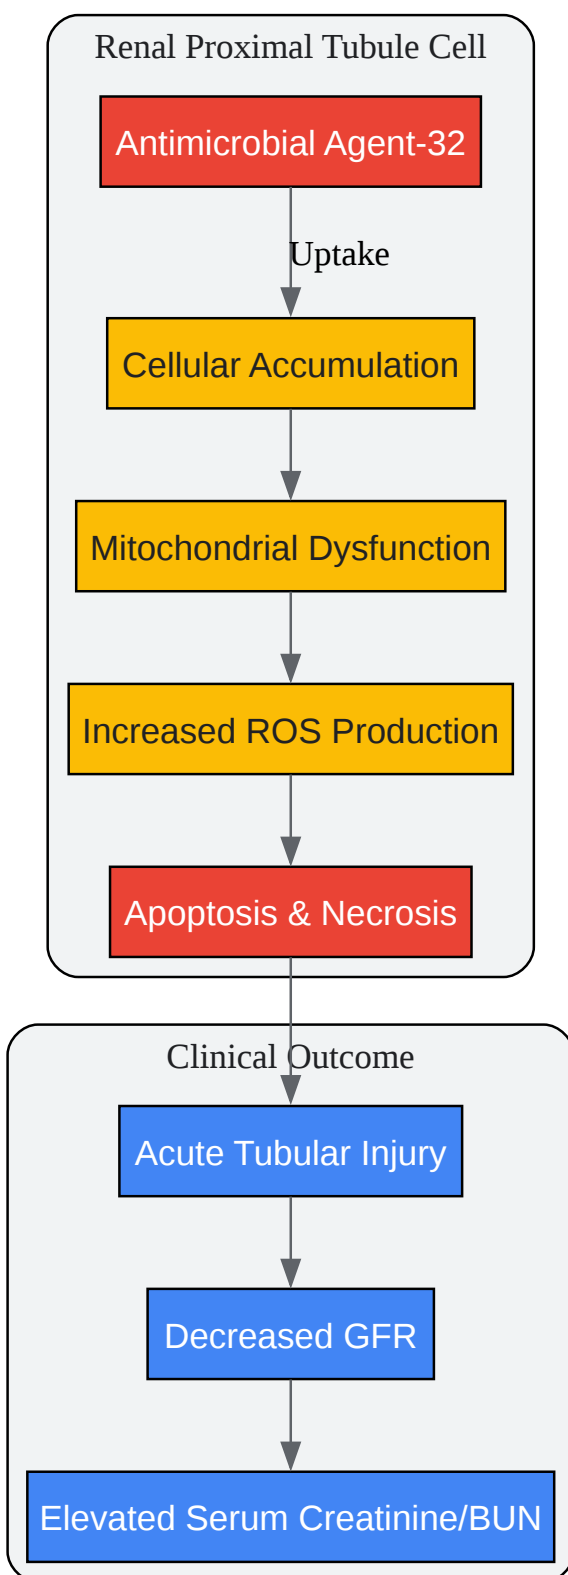 Renal Proximal Tubule Cell
Antimicrobial Agent-32
Uptake
Cellular Accumulation
Mitochondrial Dysfunction
Increased ROS Production
Apoptosis & Necrosis
Clinical Outcome
Acute Tubular Injury
Decreased GFR
Elevated Serum Creatinine/BUN